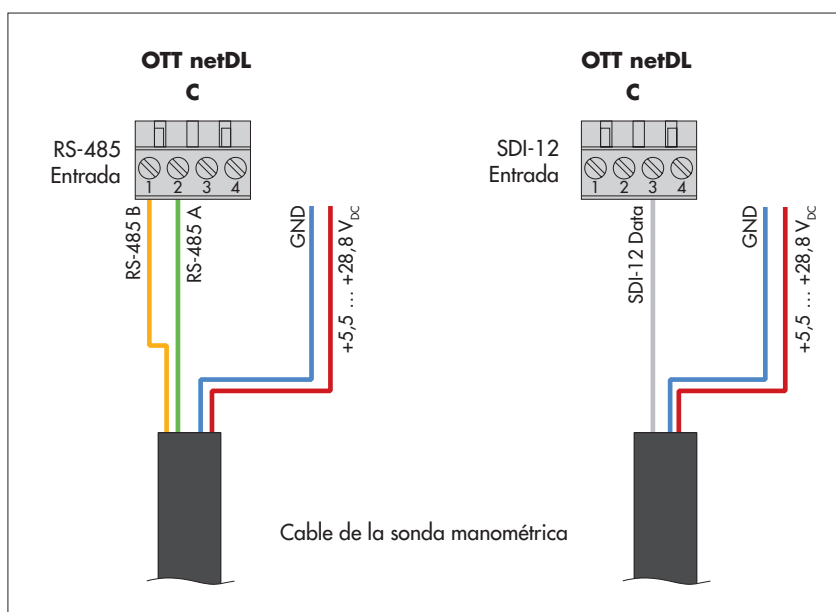 OTT netDL
C
RS-485
Entrada
1 2 3 4
RS-485 B
RS-485 A
GND
+5,5 ... +28,8 VDC
OTT netDL
C
SDI-12
Entrada
1 2 3 4
SDI-12 Data
GND
+5,5 ... +28,8 VDC
Cable de la sonda manométrica